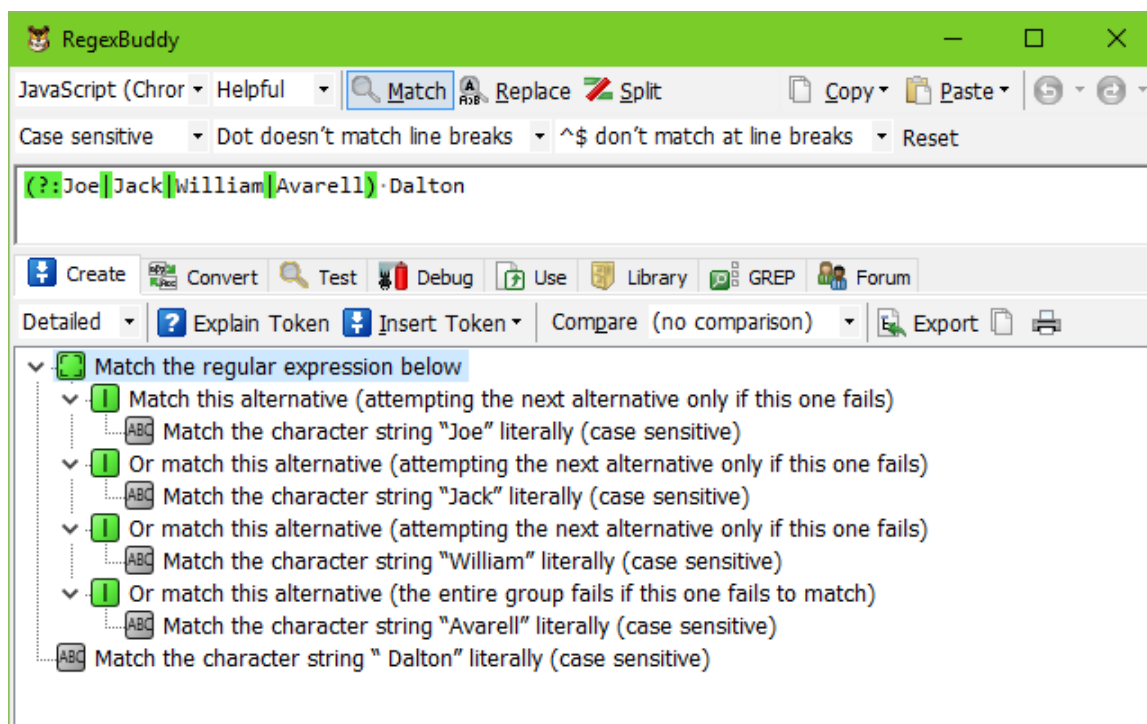 RegexBuddy
JavaScript (Chror Helpful Match Replace Split Copy Paste
Case sensitive Dot doesn’t match line breaks ^$ don’t match at line breaks Reset
(?:Joe|Jack|William|Avarell)·Dalton
Create Convert Test Debug Use Library GREP Forum
Detailed Explain Token Insert Token Compare (no comparison) Export
Match the regular expression below
Match this alternative (attempting the next alternative only if this one fails)
ABC Match the character string “Joe” literally (case sensitive)
Or match this alternative (attempting the next alternative only if this one fails)
ABC Match the character string “Jack” literally (case sensitive)
Or match this alternative (attempting the next alternative only if this one fails)
ABC Match the character string “William” literally (case sensitive)
Or match this alternative (the entire group fails if this one fails to match)
ABC Match the character string “Avarell” literally (case sensitive)
ABC Match the character string “ Dalton” literally (case sensitive)